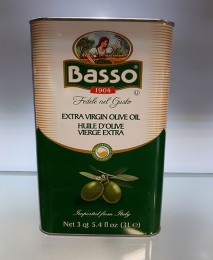 Basso
1904
Fedele nel Gusto
EXTRA VIRGIN OLIVE OIL
HUILE D'OLIVE
VIERGE EXTRA
Imported from Italy
Net 3 qt 5.4 fl oz (3L) e